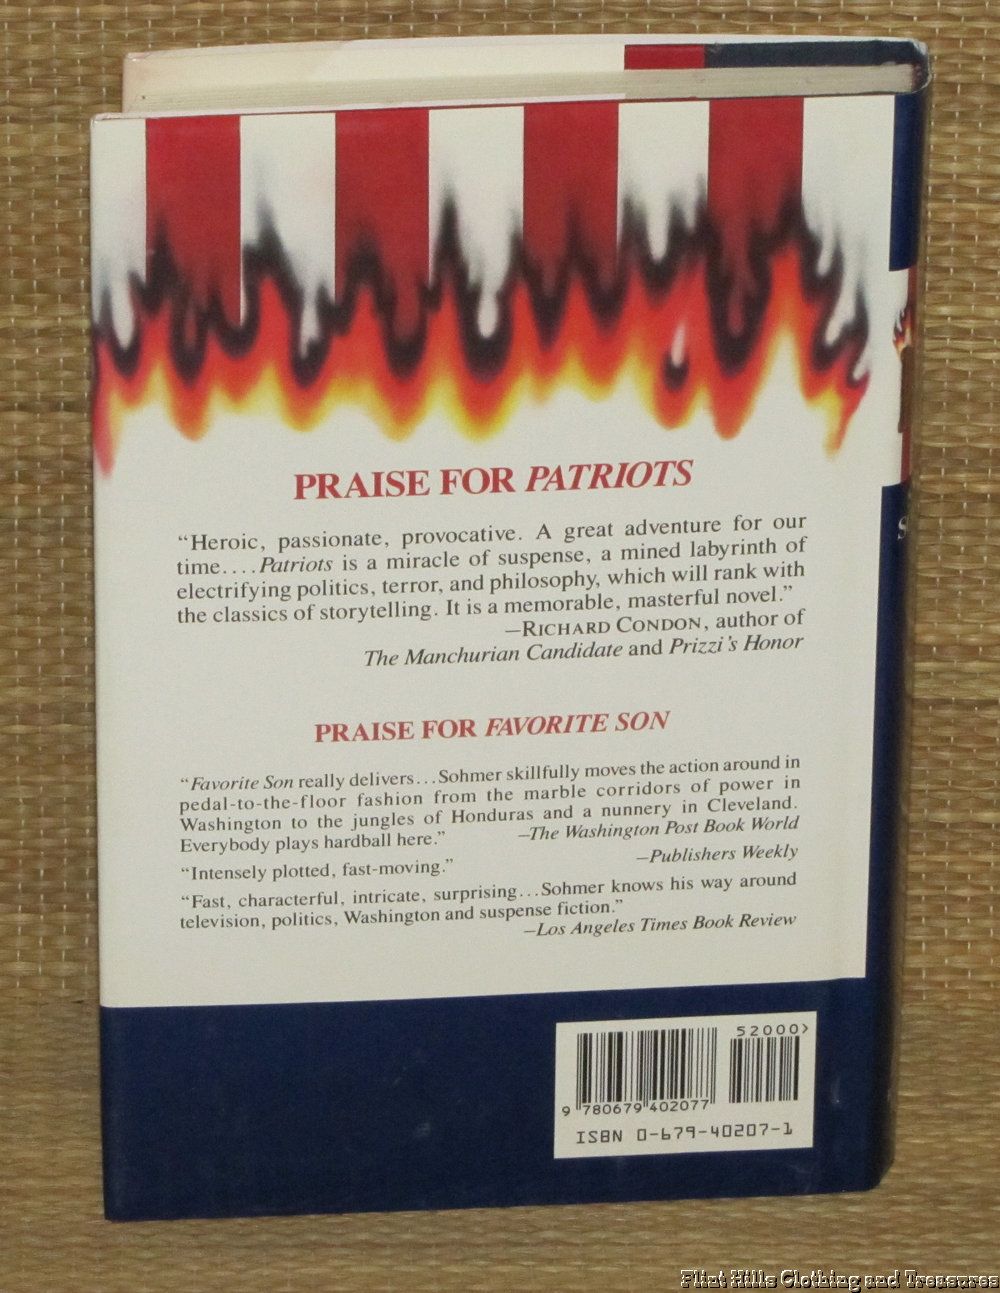 PRAISE FOR PATRIOTS
“Heroic, passionate, provocative. A great adventure for our
time....Patriots is a miracle of suspense, a mined labyrinth of
electrifying politics, terror, and philosophy, which will rank with
the classics of storytelling. It is a memorable, masterful novel.”
—RICHARD CONDON, author of
The Manchurian Candidate and Prizzi's Honor
PRAISE FOR FAVORITE SON
“Favorite Son really delivers...Sohmer skillfully moves the action around in
pedal-to-the-floor fashion from the marble corridors of power in
Washington to the jungles of Honduras and a nunnery in Cleveland.
Everybody plays hardball here.” —The Washington Post Book World
“Intensely plotted, fast-moving.” —Publishers Weekly
“Fast, characterful, intricate, surprising...Sohmer knows his way around
television, politics, Washington and suspense fiction.”
—Los Angeles Times Book Review
52000>
9 780679 402077
ISBN 0-679-40207-1
Flint Hills Clothing and Treasures